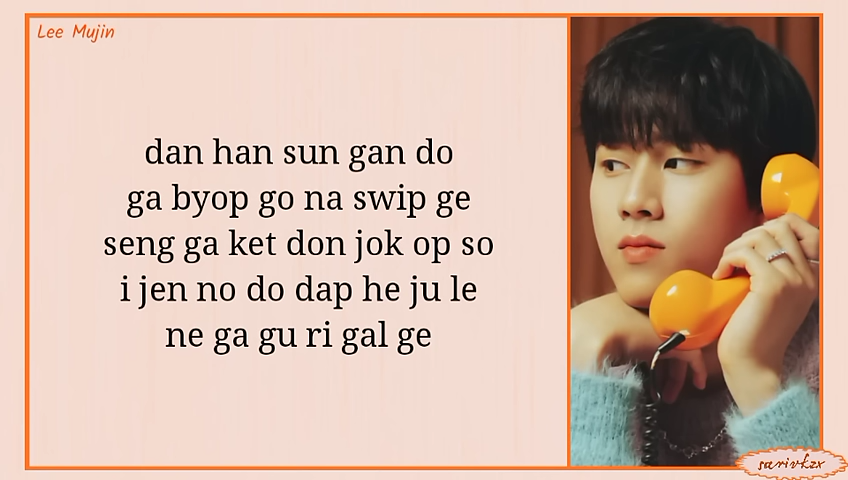 Lee Mujin
dan han sun gan do
ga byop go na swip ge
seng ga ket don jok op so
i jen no do dap he ju le
ne ga gu ri gal ge
sarivkzx